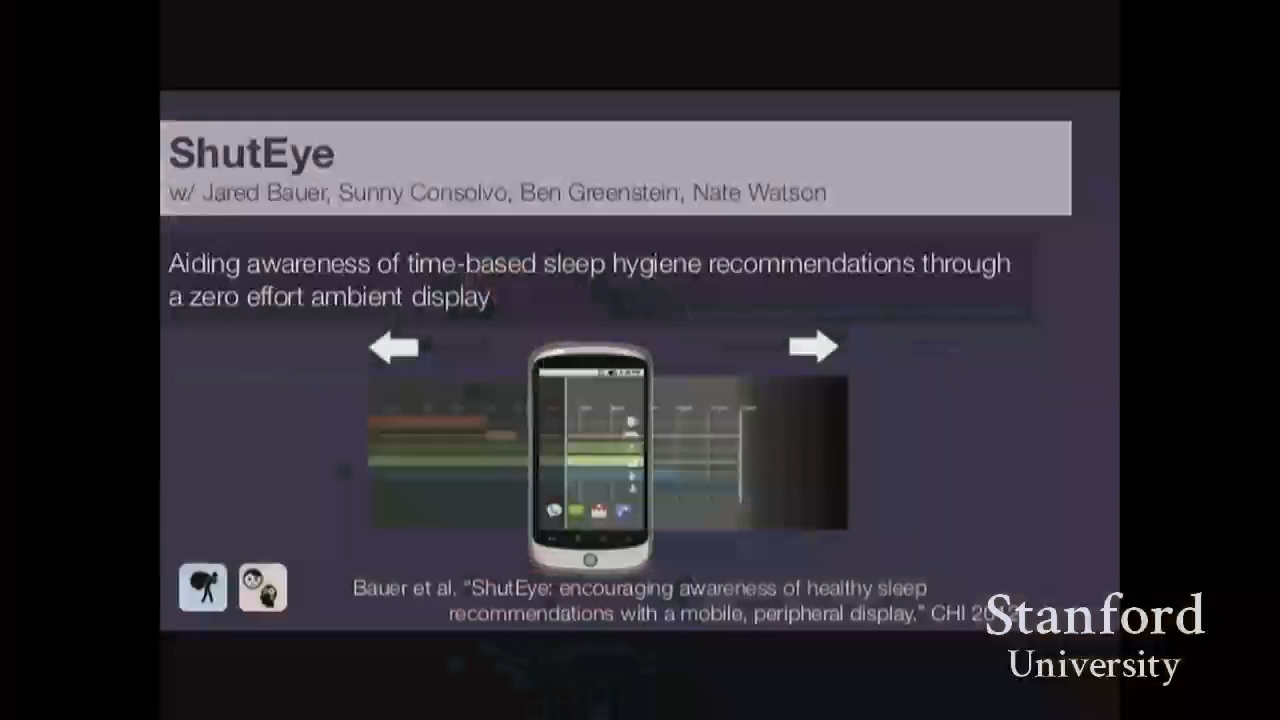 ShutEye
w/ Jared Bauer, Sunny Consolvo, Ben Greenstein, Nate Watson
Aiding awareness of time-based sleep hygiene recommendations through
a zero effort ambient display
Bauer et al. "ShutEye: encouraging awareness of healthy sleep
recommendations with a mobile, peripheral display." CHI
Stanford
University